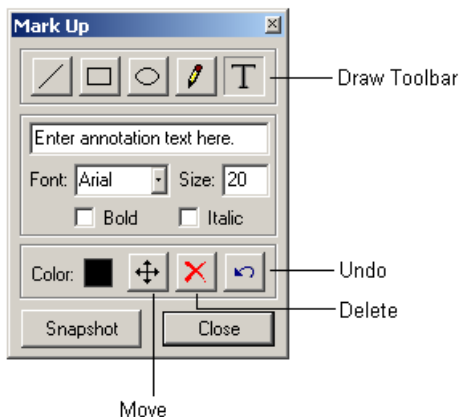 Mark Up
T
Draw Toolbar
Enter annotation text here.
Font: Arial Size: 20
Bold Italic
Color:
Undo
Delete
Snapshot Close
Move